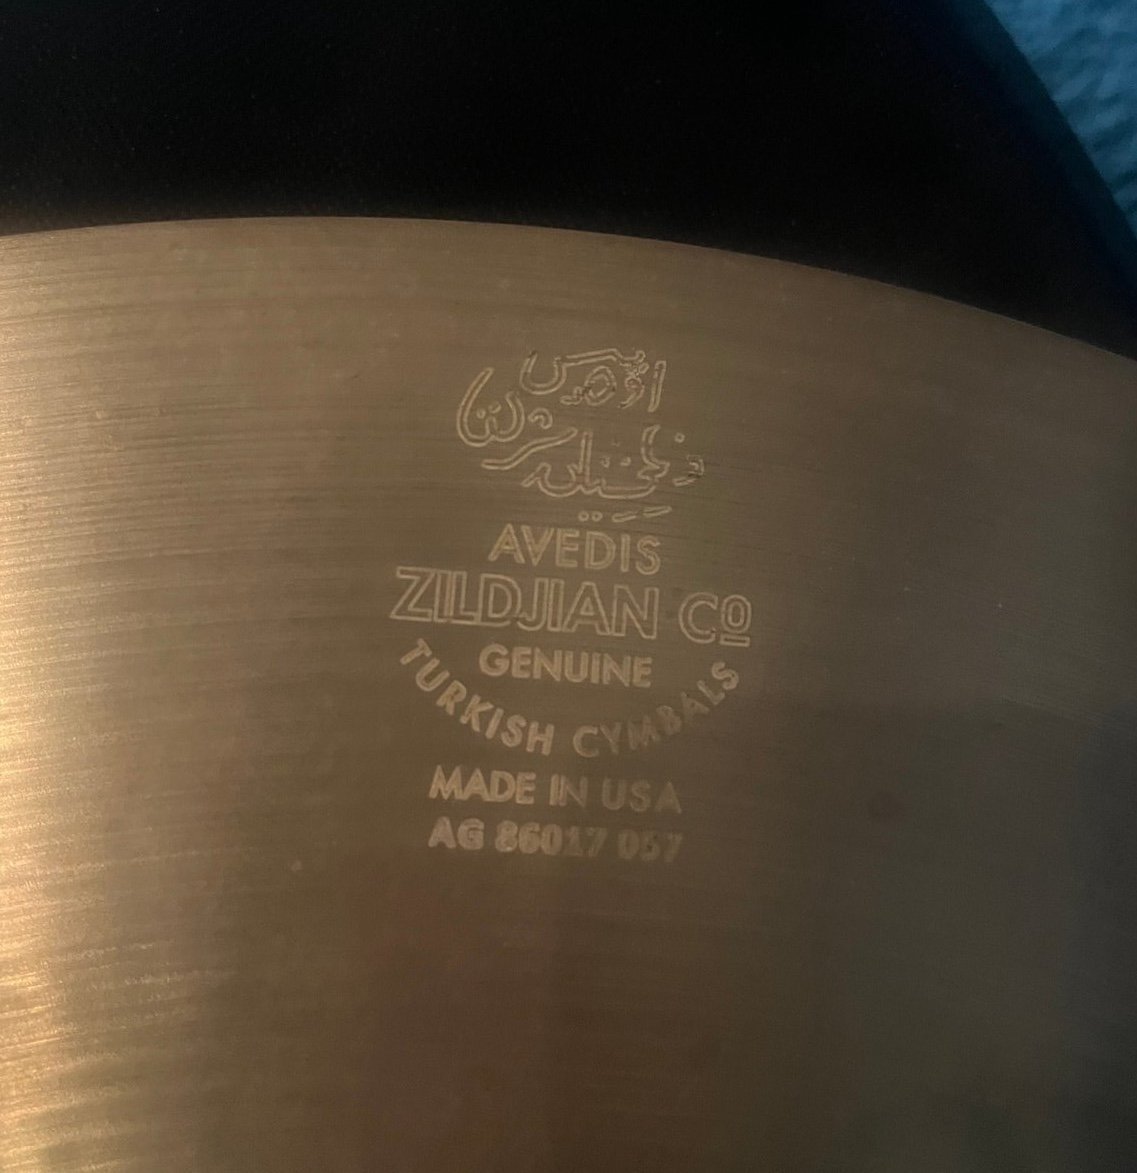 AVEDIS
ZILDJIAN Cº
GENUINE
TURKISH CYMBALS
MADE IN USA
AG 86017 057